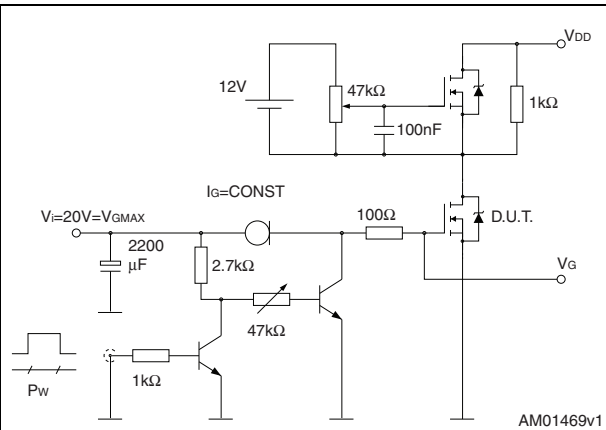 VDD
12V
47kΩ
1kΩ
100nF
IG=CONST
Vi=20V=VGMAX
100Ω
D.U.T.
2200
μF
2.7kΩ
VG
47kΩ
1kΩ
PW
AM01469v1